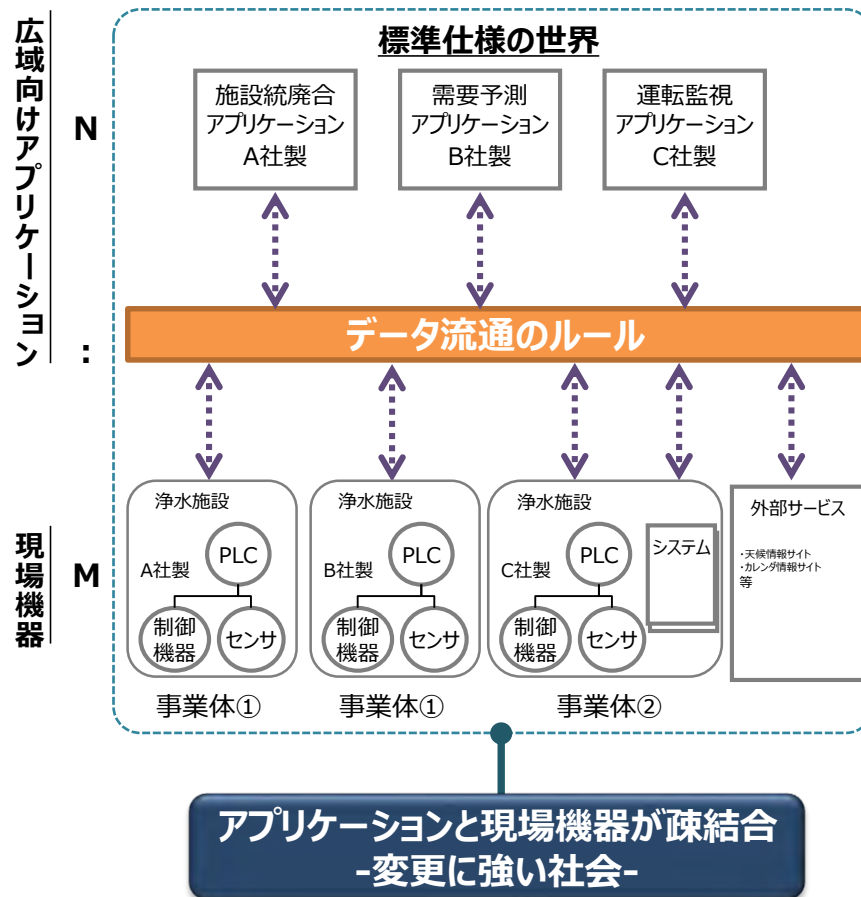 広域向けアプリケーション
N
:
現場機器
M
標準仕様の世界
施設統廃合
アプリケーション
A社製
需要予測
アプリケーション
B社製
運転監視
アプリケーション
C社製
データ流通のルール
浄水施設
A社製
PLC
制御
機器
センサ
事業体①
浄水施設
B社製
PLC
制御
機器
センサ
事業体①
浄水施設
C社製
PLC
制御
機器
センサ
システム
事業体②
外部サービス
・天候情報サイト
・カレンダ情報サイト
等
アプリケーションと現場機器が疎結合
-変更に強い社会-